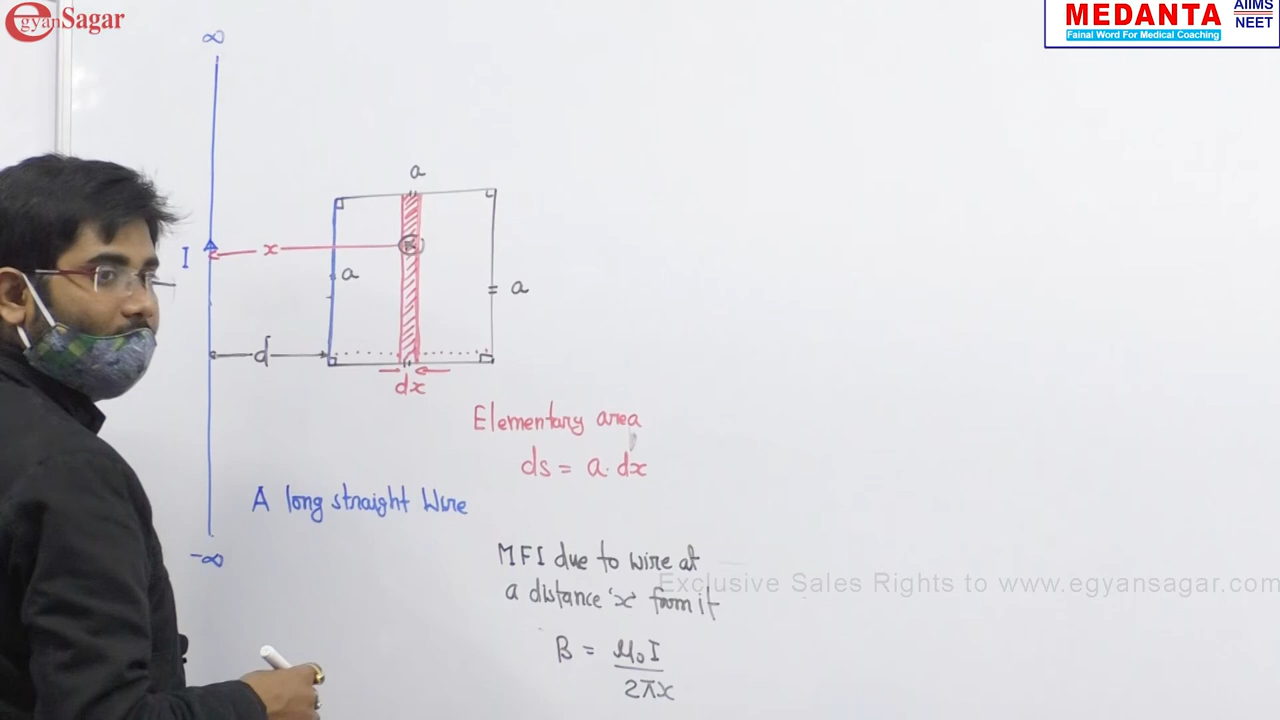 egyanSagar
MEDANTA
AIIMS
NEET
Fainal Word For Medical Coaching
∞
a
I
x
a
a
d
dx
Elementary area
ds = a. dx
A long straight Wire
-∞
MFI due to wire at
a distance 'x' from it
Exclusive Sales Rights to www.egyansagar.com
B = μ₀I
2πx